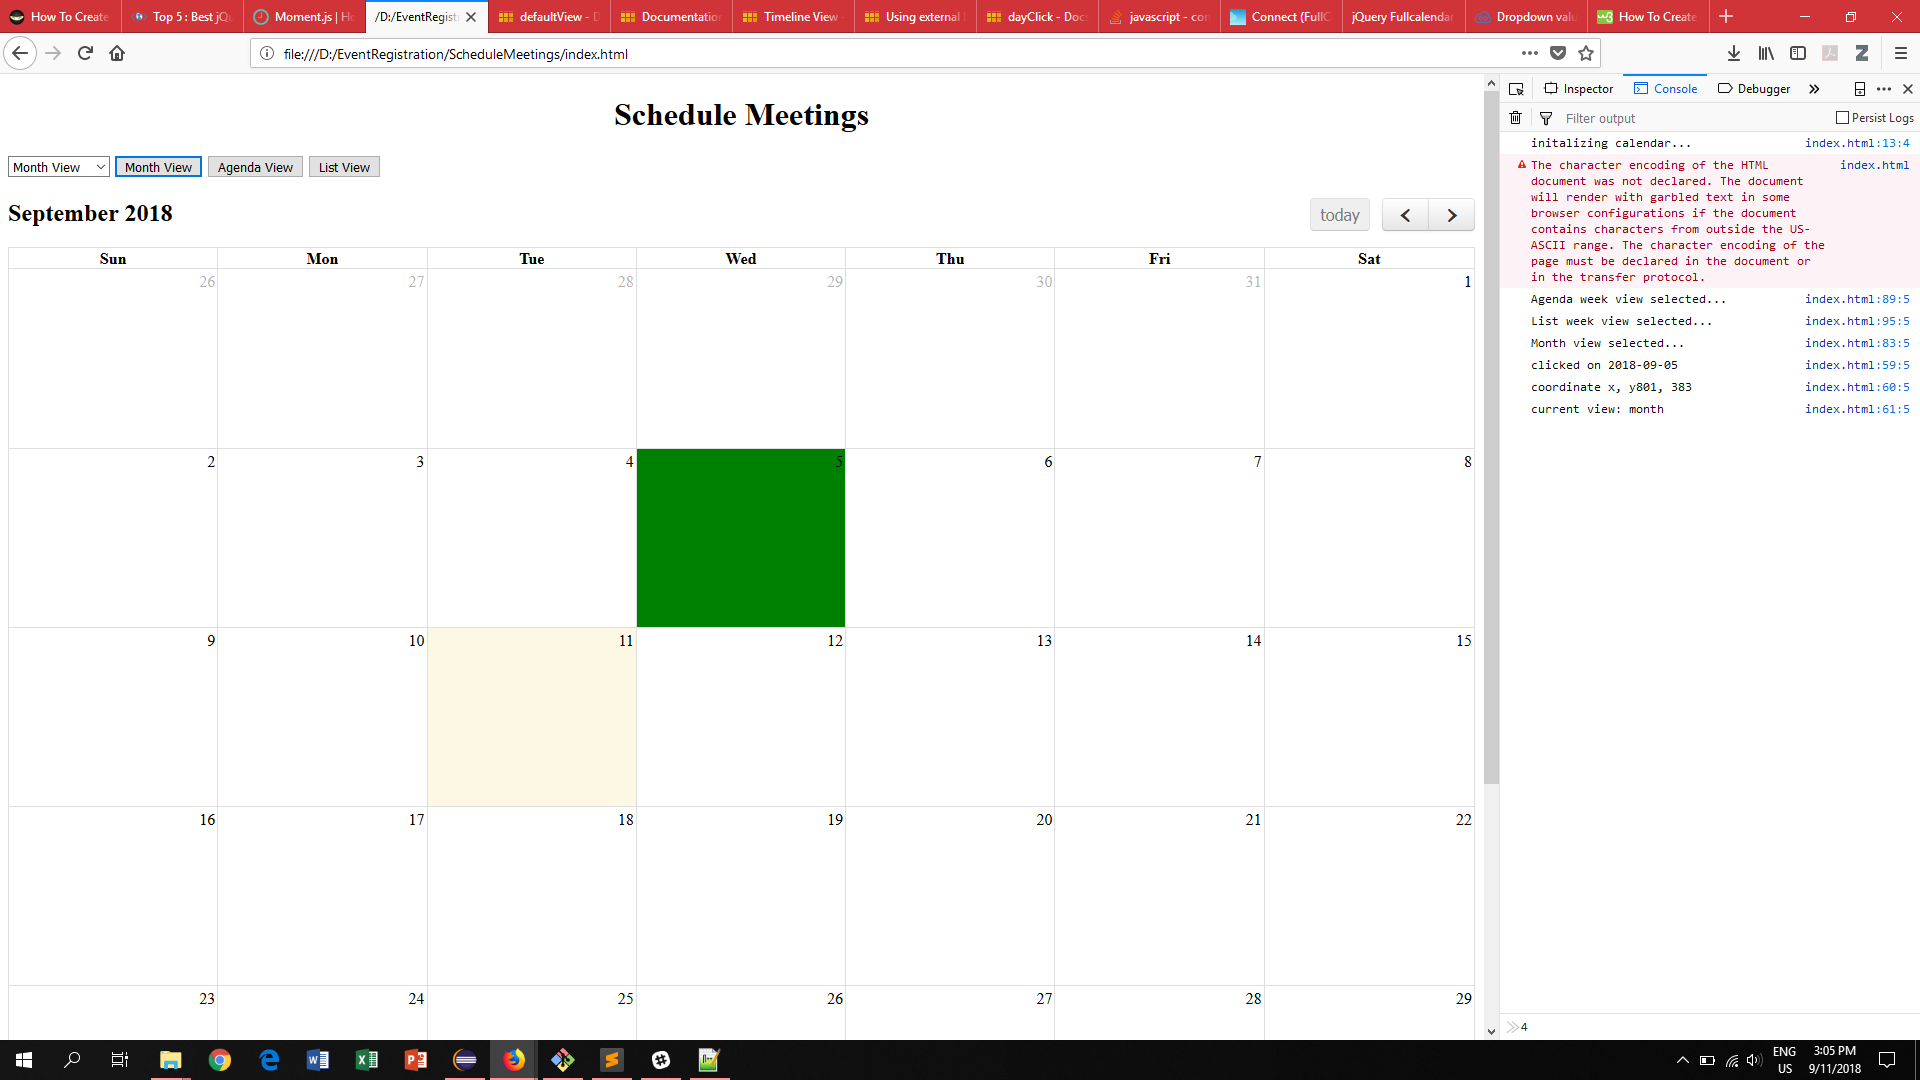 How To Create
Top 5 : Best jQu
Moment.js | Ho
/D:/EventRegistr
defaultView - D
Documentation
Timeline View -
Using external
dayClick - Docs
javascript - con
Connect (FullC
jQuery Fullcalendar
Dropdown valu
How To Create
file:///D:/EventRegistration/ScheduleMeetings/index.html
Schedule Meetings
Month View
Month View
Agenda View
List View
September 2018
today
Sun Mon Tue Wed Thu Fri Sat
26 27 28 29 30 31 1
2 3 4 5 6 7 8
9 10 11 12 13 14 15
16 17 18 19 20 21 22
23 24 25 26 27 28 29
Inspector Console Debugger
Filter output Persist Logs
initalizing calendar... index.html:13:4
The character encoding of the HTML index.html
document was not declared. The document
will render with garbled text in some
browser configurations if the document
contains characters from outside the US-
ASCII range. The character encoding of the
page must be declared in the document or
in the transfer protocol.
Agenda week view selected... index.html:89:5
List week view selected... index.html:95:5
Month view selected... index.html:83:5
clicked on 2018-09-05 index.html:59:5
coordinate x, y801, 383 index.html:60:5
current view: month index.html:61:5
4
ENG
US
3:05 PM
9/11/2018